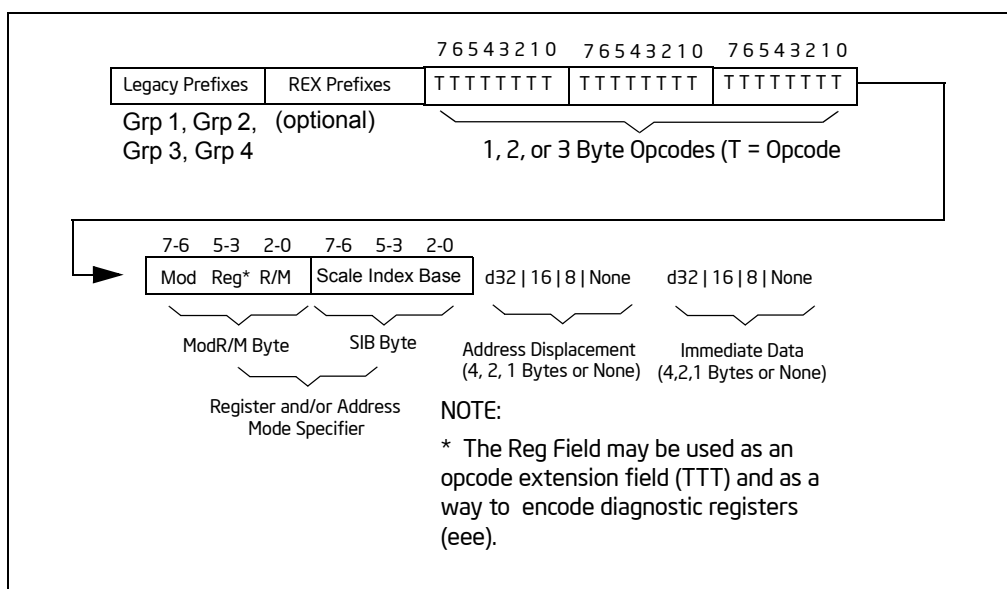 7 6 5 4 3 2 1 0 7 6 5 4 3 2 1 0 7 6 5 4 3 2 1 0
Legacy Prefixes REX Prefixes T T T T T T T T T T T T T T T T T T T T T T T T
Grp 1, Grp 2, (optional)
Grp 3, Grp 4
1, 2, or 3 Byte Opcodes (T = Opcode
7-6 5-3 2-0 7-6 5-3 2-0
Mod Reg* R/M Scale Index Base d32 | 16 | 8 | None d32 | 16 | 8 | None
ModR/M Byte SIB Byte Address Displacement Immediate Data
(4, 2, 1 Bytes or None) (4,2,1 Bytes or None)
Register and/or Address
Mode Specifier
NOTE:
* The Reg Field may be used as an
opcode extension field (TTT) and as a
way to encode diagnostic registers
(eee).